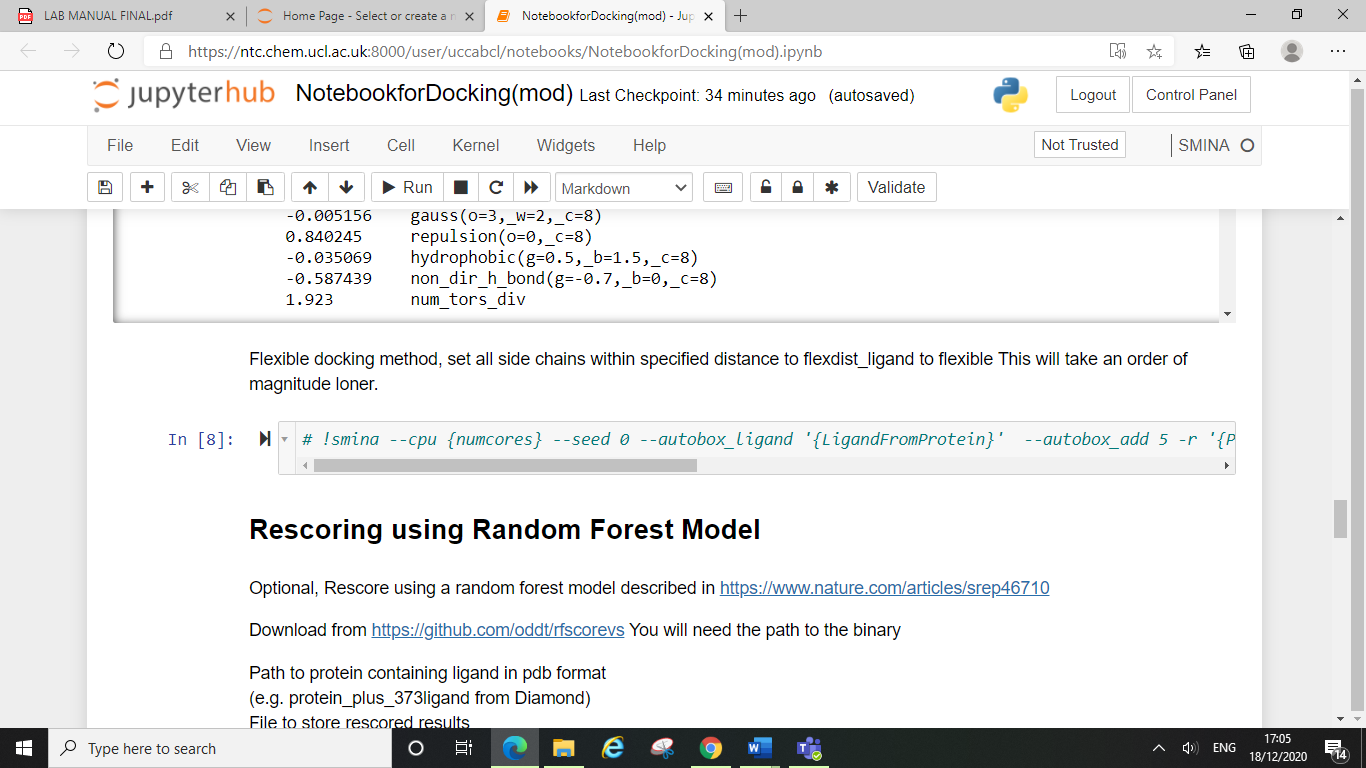 LAB MANUAL FINAL.pdf
Home Page - Select or create a n
NotebookforDocking(mod) - Jup
https://ntc.chem.ucl.ac.uk:8000/user/uccabcl/notebooks/NotebookforDocking(mod).ipynb
jupyterhub NotebookforDocking(mod) Last Checkpoint: 34 minutes ago (autosaved)
Logout Control Panel
File Edit View Insert Cell Kernel Widgets Help
Not Trusted SMINA
Run Markdown Validate
-0.005156 gauss(o=3,_w=2,_c=8)
0.840245 repulsion(o=0,_c=8)
-0.035069 hydrophobic(g=0.5,_b=1.5,_c=8)
-0.587439 non_dir_h_bond(g=-0.7,_b=0,_c=8)
1.923 num_tors_div
Flexible docking method, set all side chains within specified distance to flexdist_ligand to flexible This will take an order of
magnitude loner.
In [8]: # !smina --cpu {numcores} --seed 0 --autobox_ligand '{LigandFromProtein}' --autobox_add 5 -r '{P
Rescoring using Random Forest Model
Optional, Rescore using a random forest model described in https://www.nature.com/articles/srep46710
Download from https://github.com/oddt/rfscorevs You will need the path to the binary
Path to protein containing ligand in pdb format
(e.g. protein_plus_373ligand from Diamond)
File to store rescored results
Type here to search
ENG
17:05
18/12/2020
14